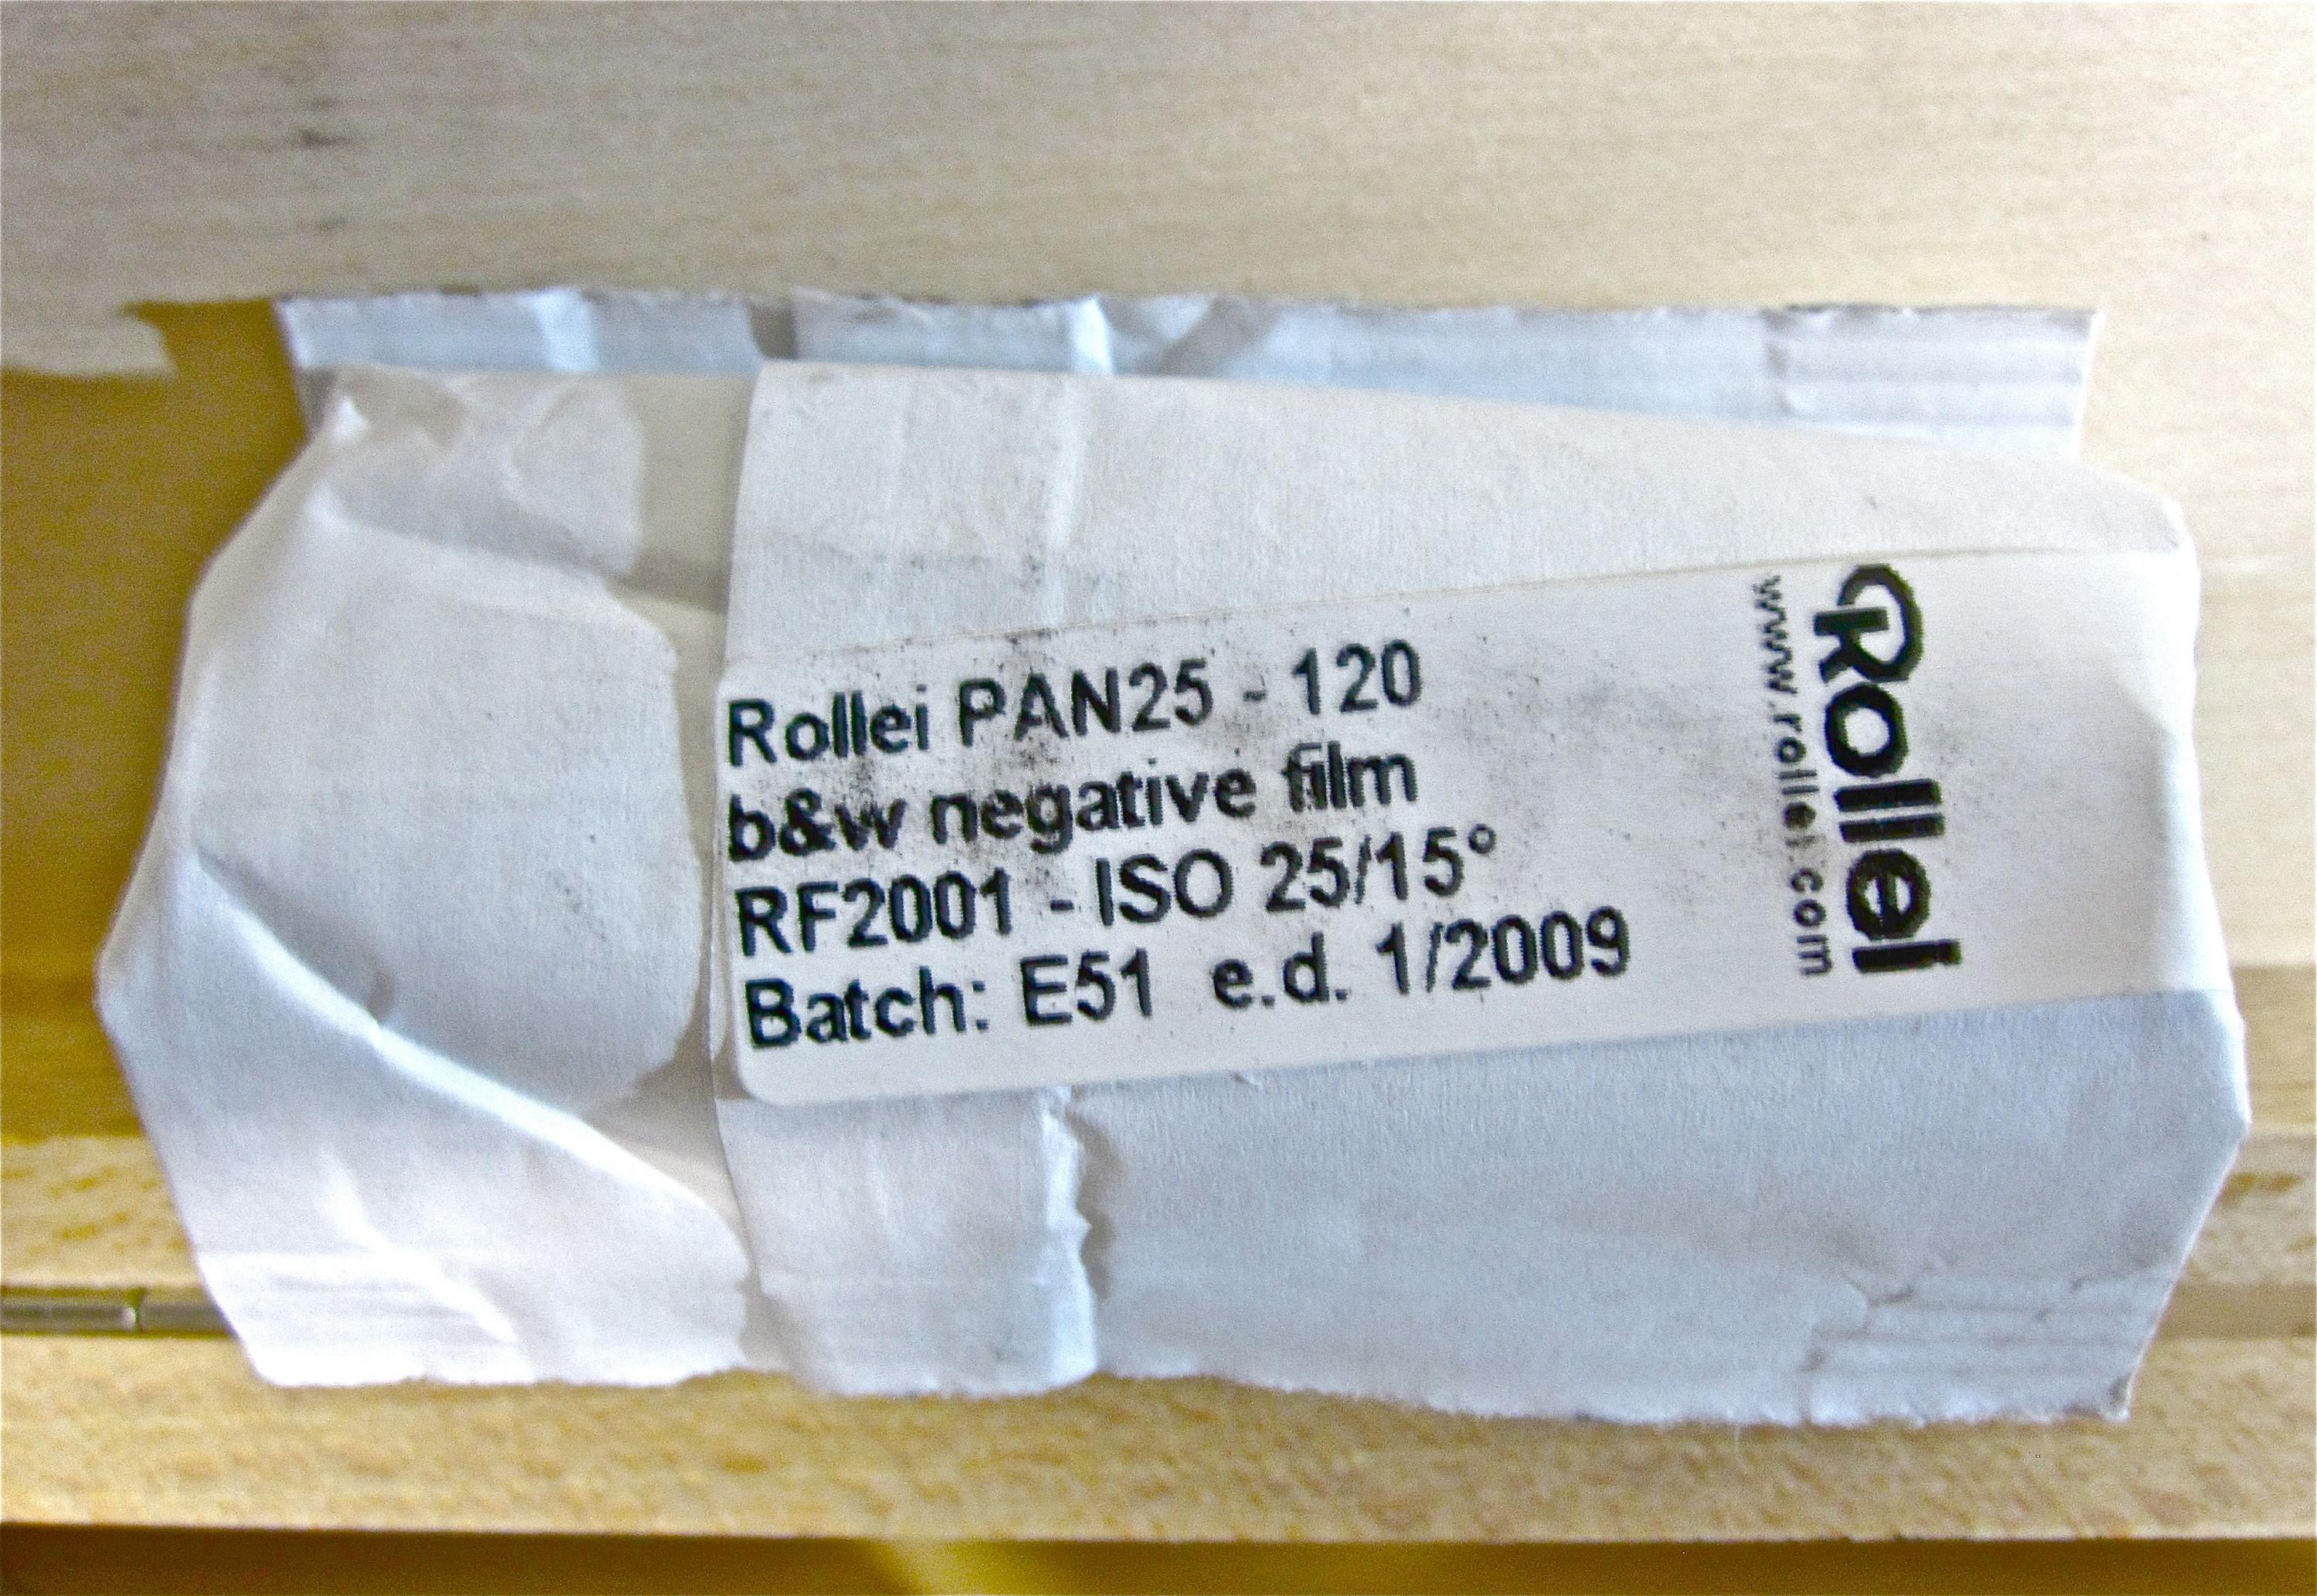 Rollei PAN25 - 120
b&w negative film
RF2001 - ISO 25/15°
Batch: E51 e.d. 1/2009
Rollei
www.rollei.com